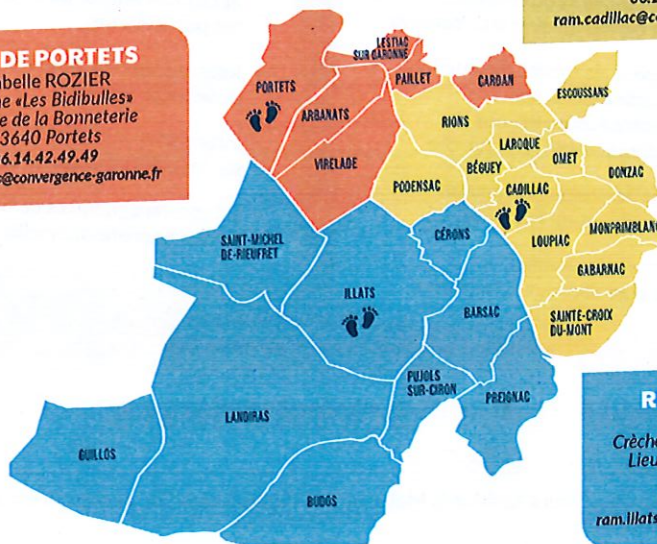 DE PORTETS
abelle ROZIER
«Les Bidibulles»
de la Bonneterie
3640 Portets
6.14.42.49.49
s@convergence-garonne.fr
ram.cadillac@c
LESTIAC
SUR GARONNE
PORTETS
PAILLET
CARDAN
ESCOUSSANS
ARBANATS
RIONS
VIRELADE
LAROQUE
OMET
BÉGUEY
DONZAC
PODENSAC
CADILLAC
SAINT-MICHEL
DE-RIEUFRET
CÉRONS
LOUPIAC
MONPRIMBLANC
GABARNAC
ILLATS
BARSAC
SAINTE-CROIX
DU-MONT
PUJOLS
SUR-CIRON
PREIGNAC
LANDIRAS
GUILLOS
BUDOS
R
Crèche
Lieu
ram.illats